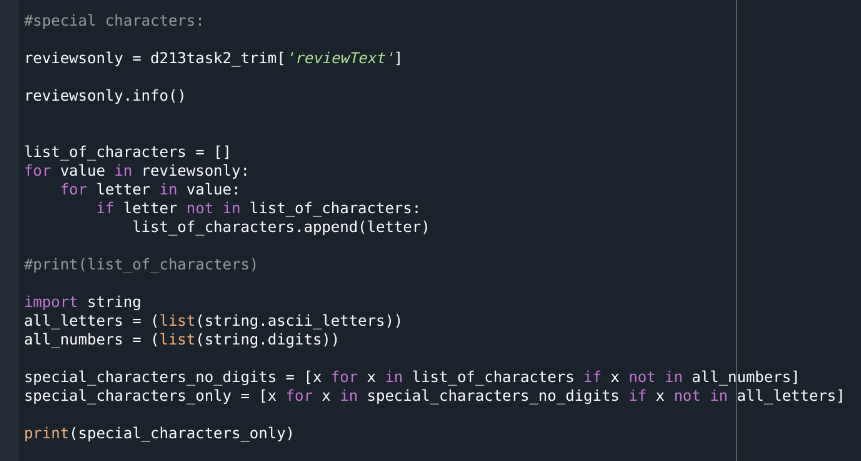 #special characters:
reviewsonly = d213task2_trim['reviewText']
reviewsonly.info()
list_of_characters = []
for value in reviewsonly:
    for letter in value:
        if letter not in list_of_characters:
            list_of_characters.append(letter)
#print(list_of_characters)
import string
all_letters = (list(string.ascii_letters))
all_numbers = (list(string.digits))
special_characters_no_digits = [x for x in list_of_characters if x not in all_numbers]
special_characters_only = [x for x in special_characters_no_digits if x not in all_letters]
print(special_characters_only)